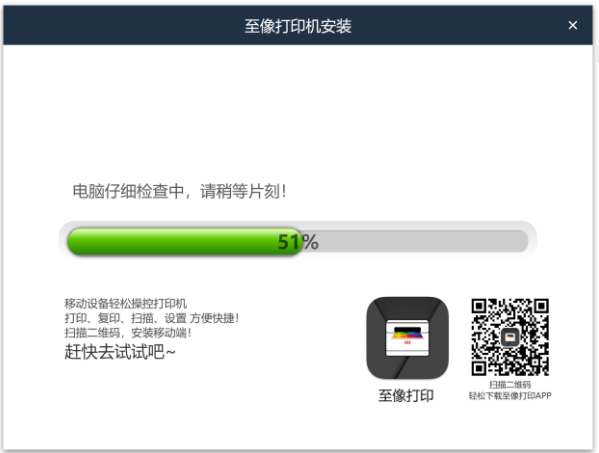 至像打印机安装
×
电脑仔细检查中，请稍等片刻！
51%
移动设备轻松操控打印机
打印、复印、扫描、设置 方便快捷！
扫描二维码，安装移动端！
赶快去试试吧~
至像打印
扫描二维码
轻松下载至像打印APP